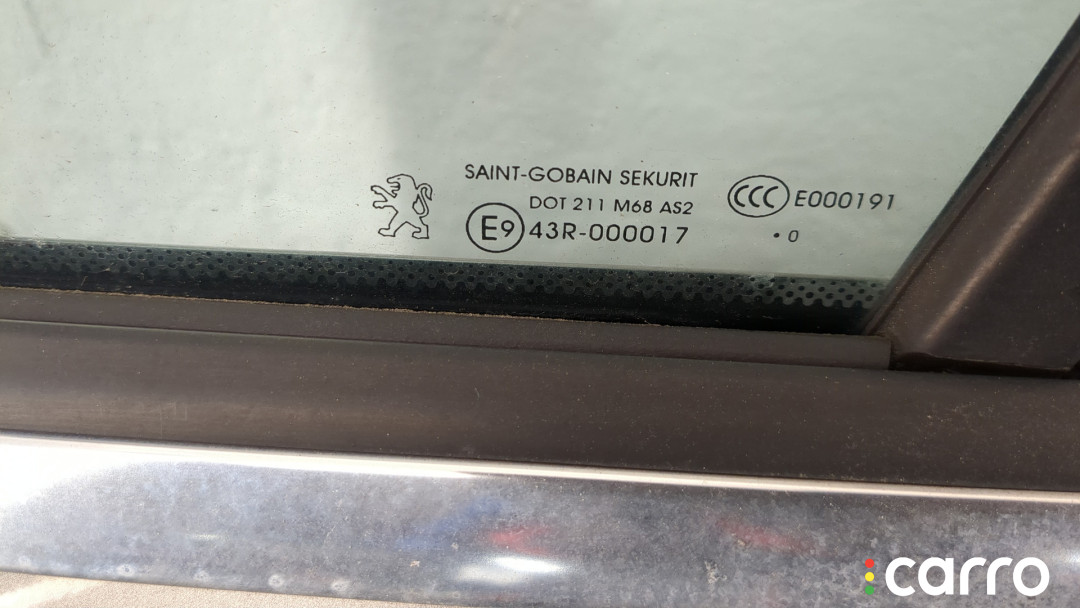 SAINT-GOBAIN SEKURIT
DOT 211 M68 AS2
E9 43R-000017
CCC E000191
• 0
carro